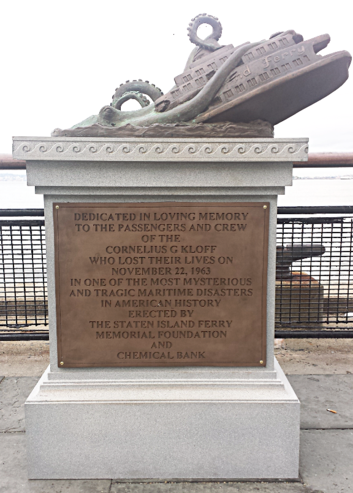 DEDICATED IN LOVING MEMORY
TO THE PASSENGERS AND CREW
OF THE
CORNELIUS G KLOFF
WHO LOST THEIR LIVES ON
NOVEMBER 22, 1963
IN ONE OF THE MOST MYSTERIOUS
AND TRAGIC MARITIME DISASTERS
IN AMERICAN HISTORY
ERECTED BY
THE STATEN ISLAND FERRY
MEMORIAL FOUNDATION
AND
CHEMICAL BANK